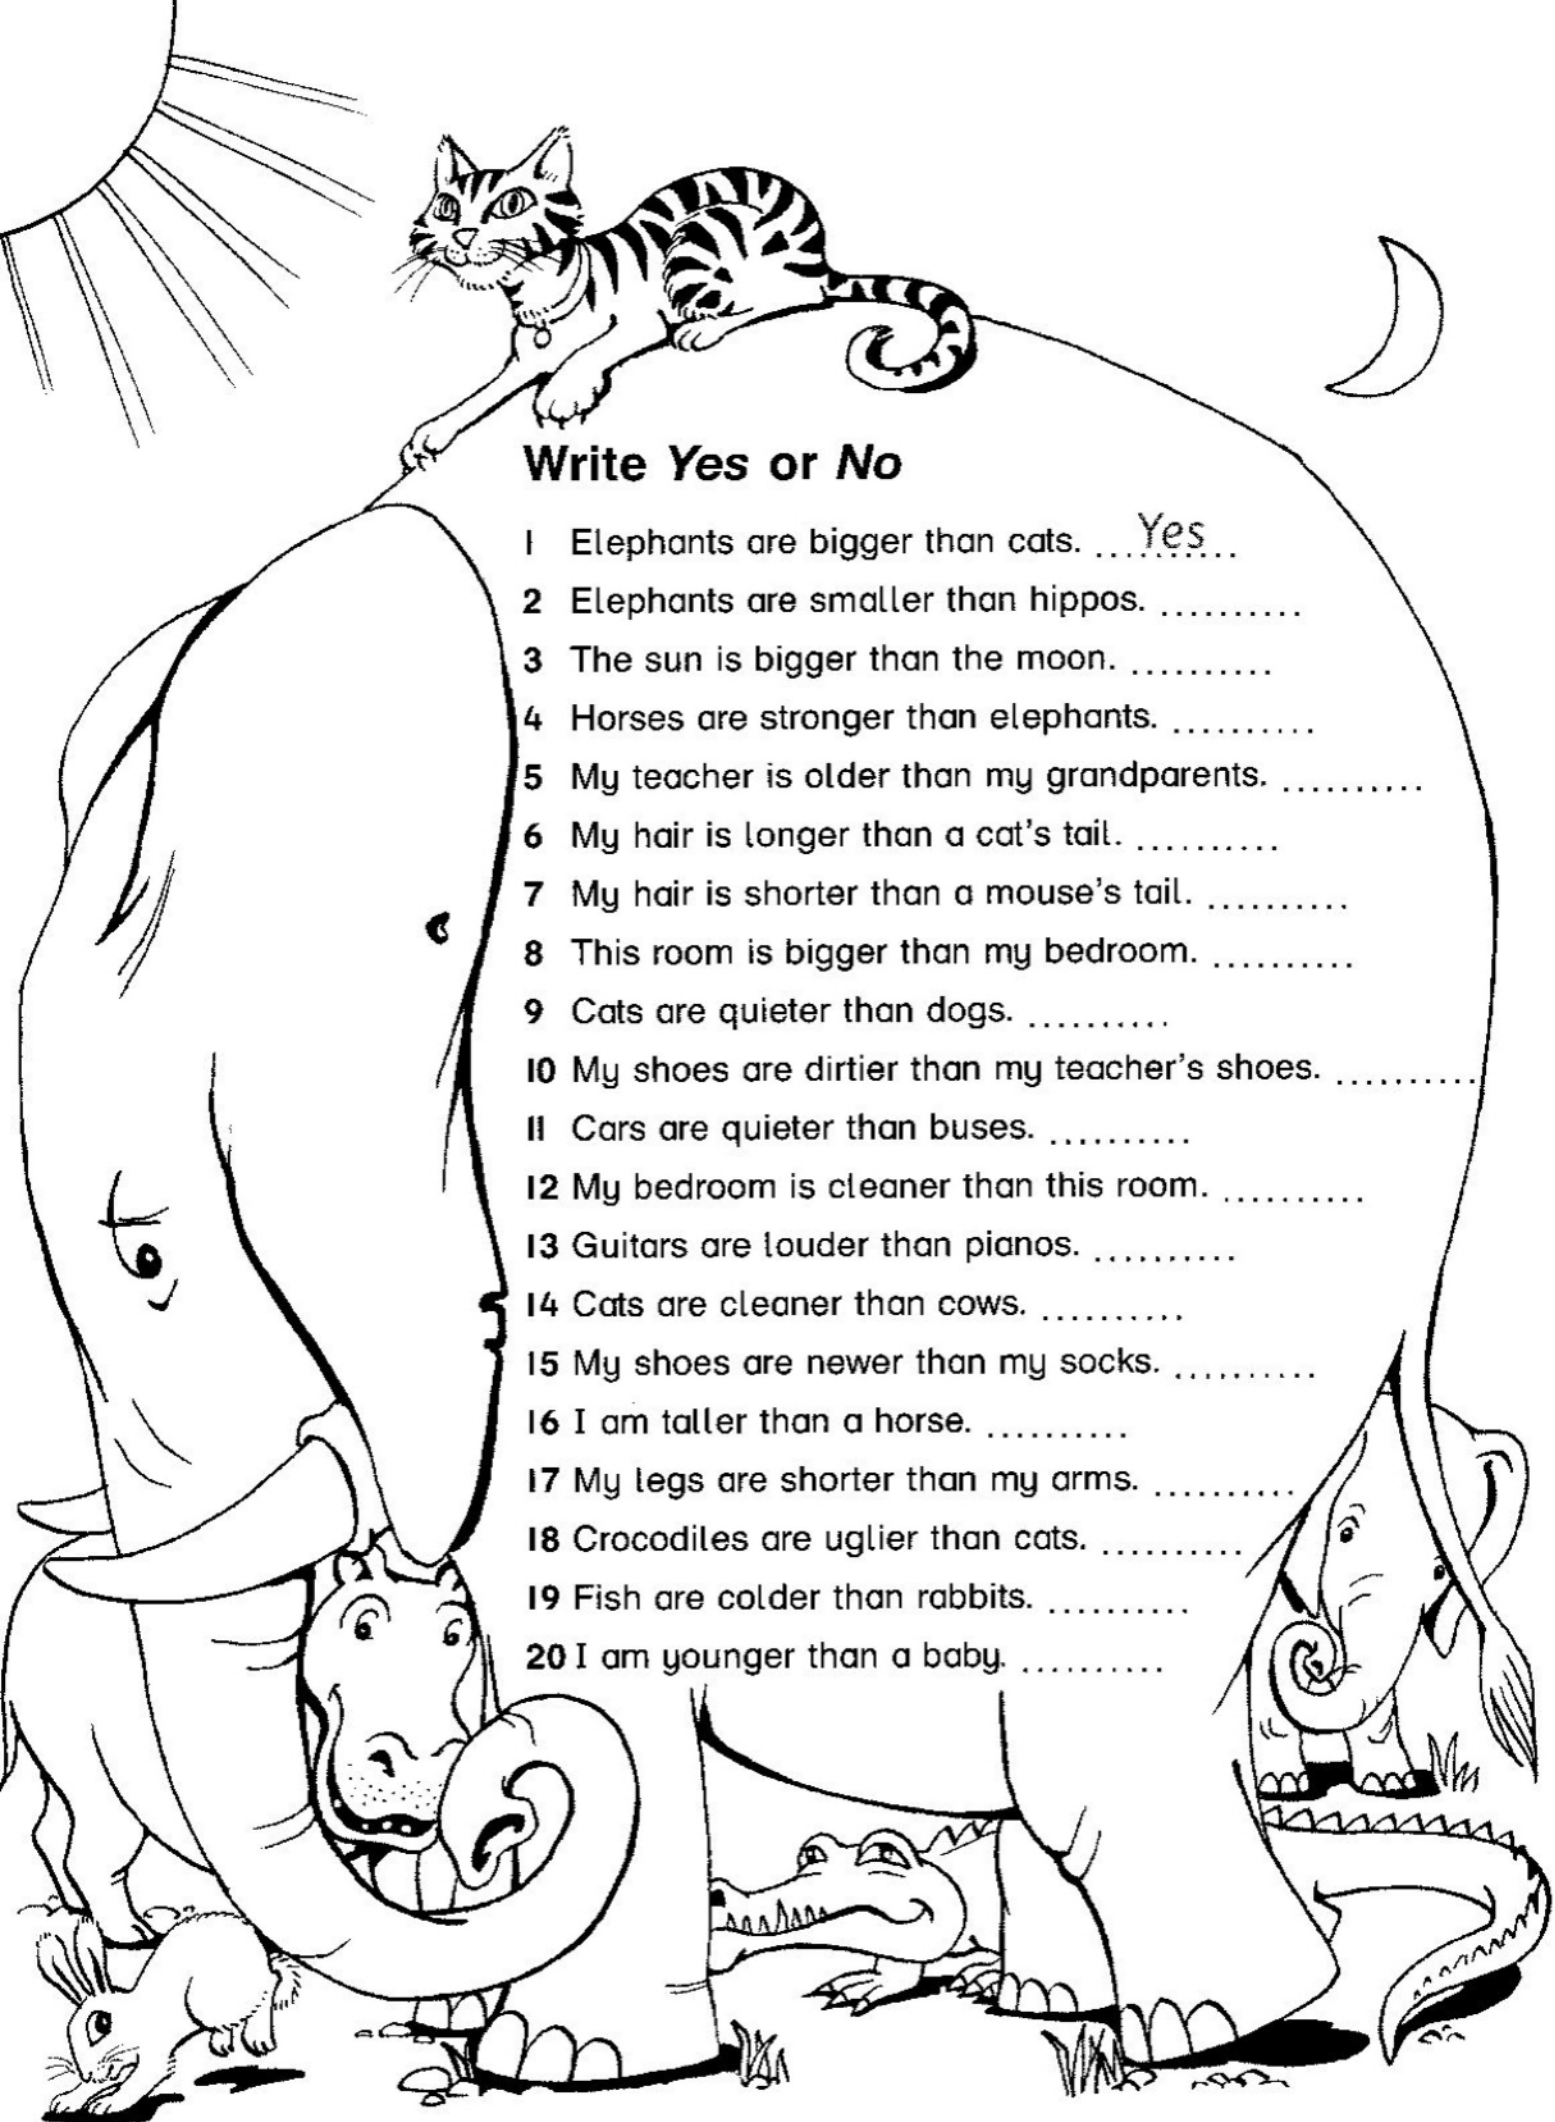 Write Yes or No
1 Elephants are bigger than cats. ....Yes....
2 Elephants are smaller than hippos. ..........
3 The sun is bigger than the moon. ..........
4 Horses are stronger than elephants. ..........
5 My teacher is older than my grandparents. ..........
6 My hair is longer than a cat's tail. ..........
7 My hair is shorter than a mouse's tail. ..........
8 This room is bigger than my bedroom. ..........
9 Cats are quieter than dogs. ..........
10 My shoes are dirtier than my teacher's shoes. ..........
11 Cars are quieter than buses. ..........
12 My bedroom is cleaner than this room. ..........
13 Guitars are louder than pianos. ..........
14 Cats are cleaner than cows. ..........
15 My shoes are newer than my socks. ..........
16 I am taller than a horse. ..........
17 My legs are shorter than my arms. ..........
18 Crocodiles are uglier than cats. ..........
19 Fish are colder than rabbits. ..........
20 I am younger than a baby. ..........